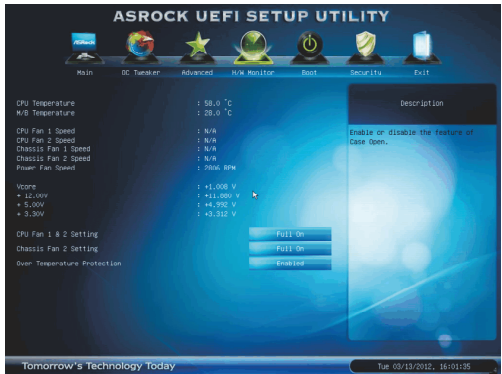 ASROCK UEFI SETUP UTILITY
ASRock
Main OC Tweaker Advanced H/W Monitor Boot Security Exit
CPU Temperature : 58.0 °C
M/B Temperature : 28.0 °C
CPU Fan 1 Speed : N/A
CPU Fan 2 Speed : N/A
Chassis Fan 1 Speed : N/A
Chassis Fan 2 Speed : N/A
Power Fan Speed : 2806 RPM
Vcore : +1.008 V
+ 12.00V : +11.880 V
+ 5.00V : +4.992 V
+ 3.30V : +3.312 V
CPU Fan 1 & 2 Setting Full On
Chassis Fan 2 Setting Full On
Over Temperature Protection Enabled
Description
Enable or disable the feature of
Case Open.
Tomorrow's Technology Today
Tue 03/13/2012, 16:01:35